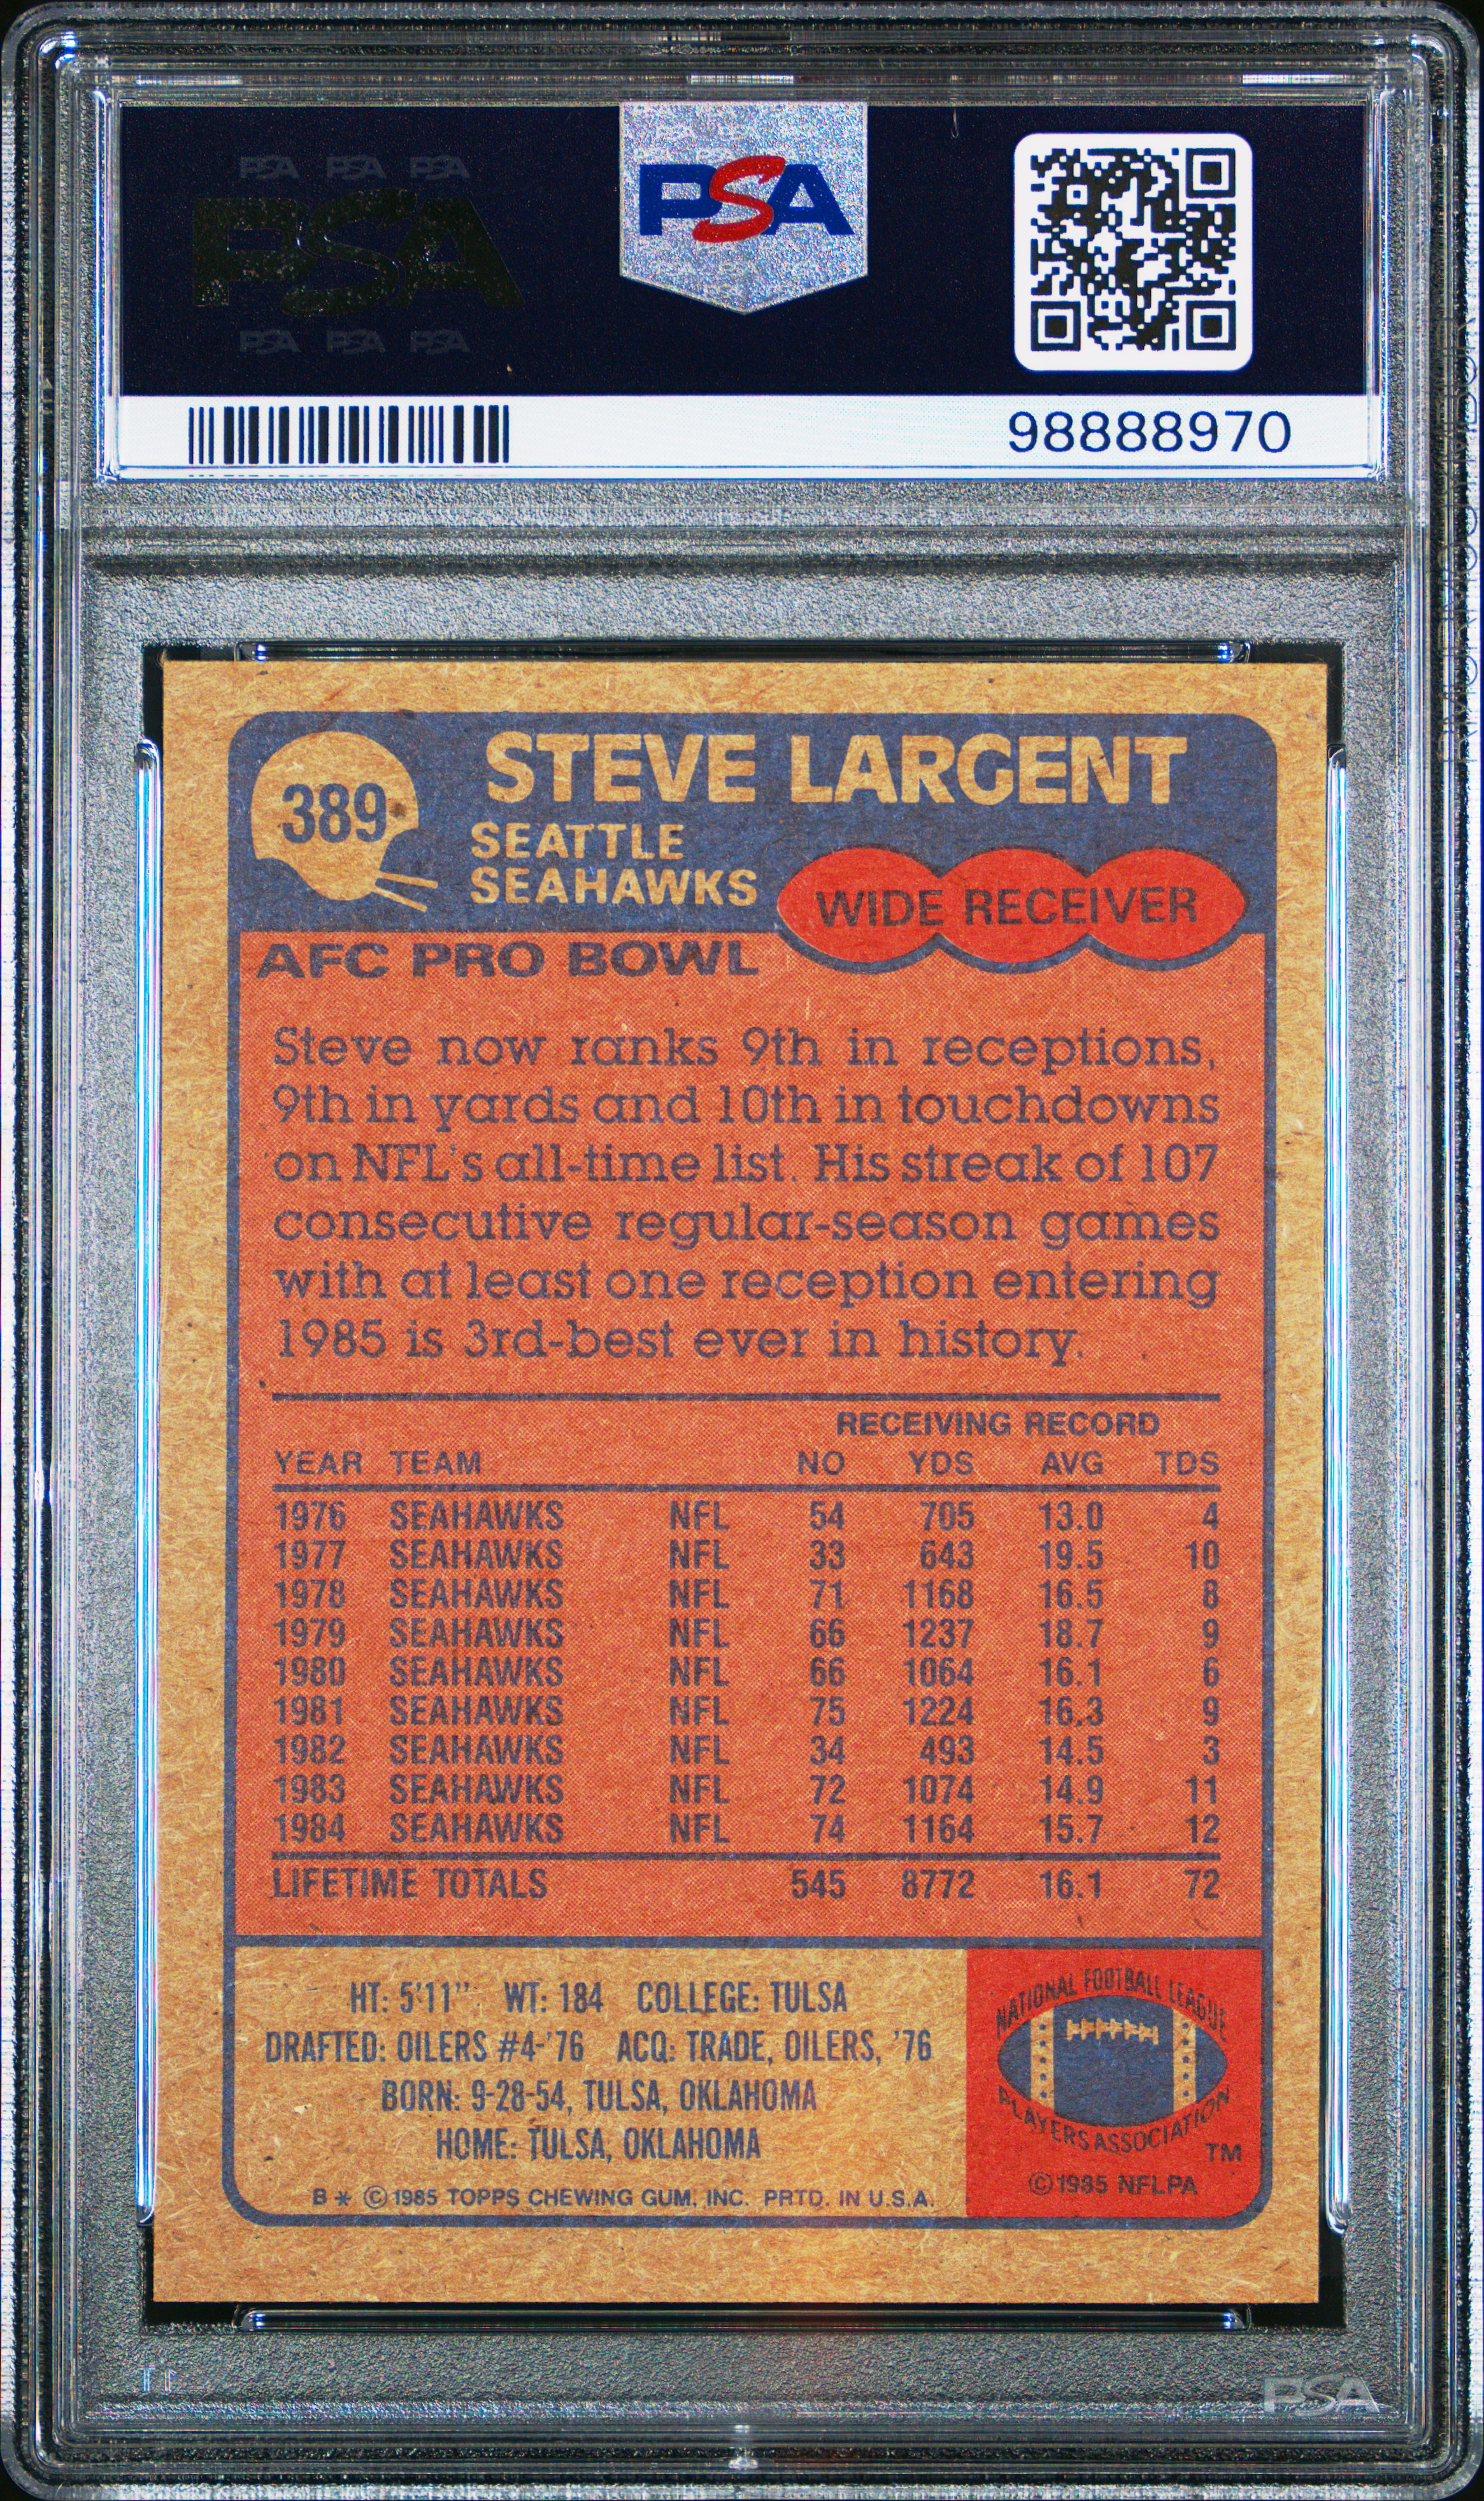 PSA PSA PSA
PSA
PSA PSA PSA
PSA
98888970
389
STEVE LARGENT
SEATTLE
SEAHAWKS
WIDE RECEIVER
AFC PRO BOWL
Steve now ranks 9th in receptions,
9th in yards and 10th in touchdowns
on NFL's all-time list. His streak of 107
consecutive regular-season games
with at least one reception entering
1985 is 3rd-best ever in history.
RECEIVING RECORD
YEAR TEAM NO YDS AVG TDS
1976 SEAHAWKS NFL 54 705 13.0 4
1977 SEAHAWKS NFL 33 643 19.5 10
1978 SEAHAWKS NFL 71 1168 16.5 8
1979 SEAHAWKS NFL 66 1237 18.7 9
1980 SEAHAWKS NFL 66 1064 16.1 6
1981 SEAHAWKS NFL 75 1224 16.3 9
1982 SEAHAWKS NFL 34 493 14.5 3
1983 SEAHAWKS NFL 72 1074 14.9 11
1984 SEAHAWKS NFL 74 1164 15.7 12
LIFETIME TOTALS 545 8772 16.1 72
HT: 5'11" WT: 184 COLLEGE: TULSA
DRAFTED: OILERS #4-'76 ACQ: TRADE, OILERS, '76
BORN: 9-28-54, TULSA, OKLAHOMA
HOME: TULSA, OKLAHOMA
B* © 1985 TOPPS CHEWING GUM, INC. PRTD. IN U.S.A.
NATIONAL FOOTBALL LEAGUE
PLAYERS ASSOCIATION
TM
© 1985 NFLPA
PSA